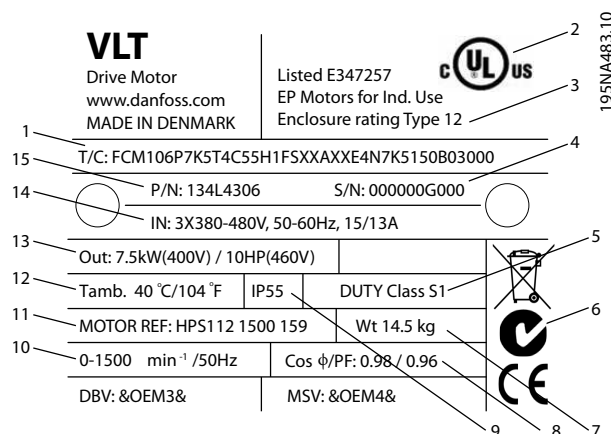 VLT
Drive Motor
www.danfoss.com
MADE IN DENMARK
Listed E347257
EP Motors for Ind. Use
Enclosure rating Type 12
C UL US
195NA483.10
2
3
1
T/C: FCM106P7K5T4C55H1FSXXAXXE4N7K5150B03000
4
15
P/N: 134L4306 S/N: 000000G000
14
IN: 3X380-480V, 50-60Hz, 15/13A
13
Out: 7.5kW(400V) / 10HP(460V)
5
12
Tamb. 40 °C/104 °F IP55 DUTY Class S1
6
11
MOTOR REF: HPS112 1500 159 Wt 14.5 kg
10
0-1500 min⁻¹ /50Hz Cos ϕ/PF: 0.98 / 0.96
CE
DBV: &OEM3& MSV: &OEM4&
9 8 7